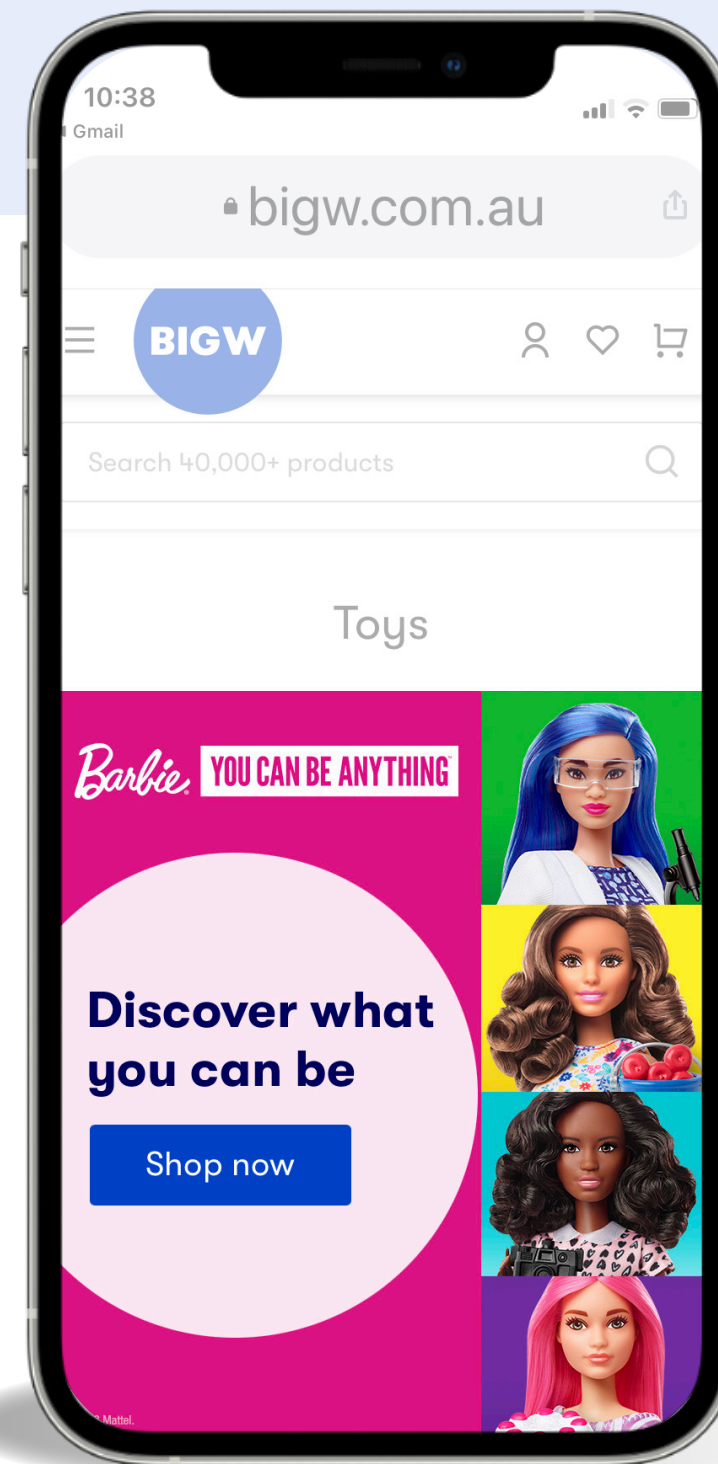 10:38
Gmail
bigw.com.au
BIGW
Search 40,000+ products
Toys
Barbie. YOU CAN BE ANYTHING™
Discover what
you can be
Shop now
Mattel.